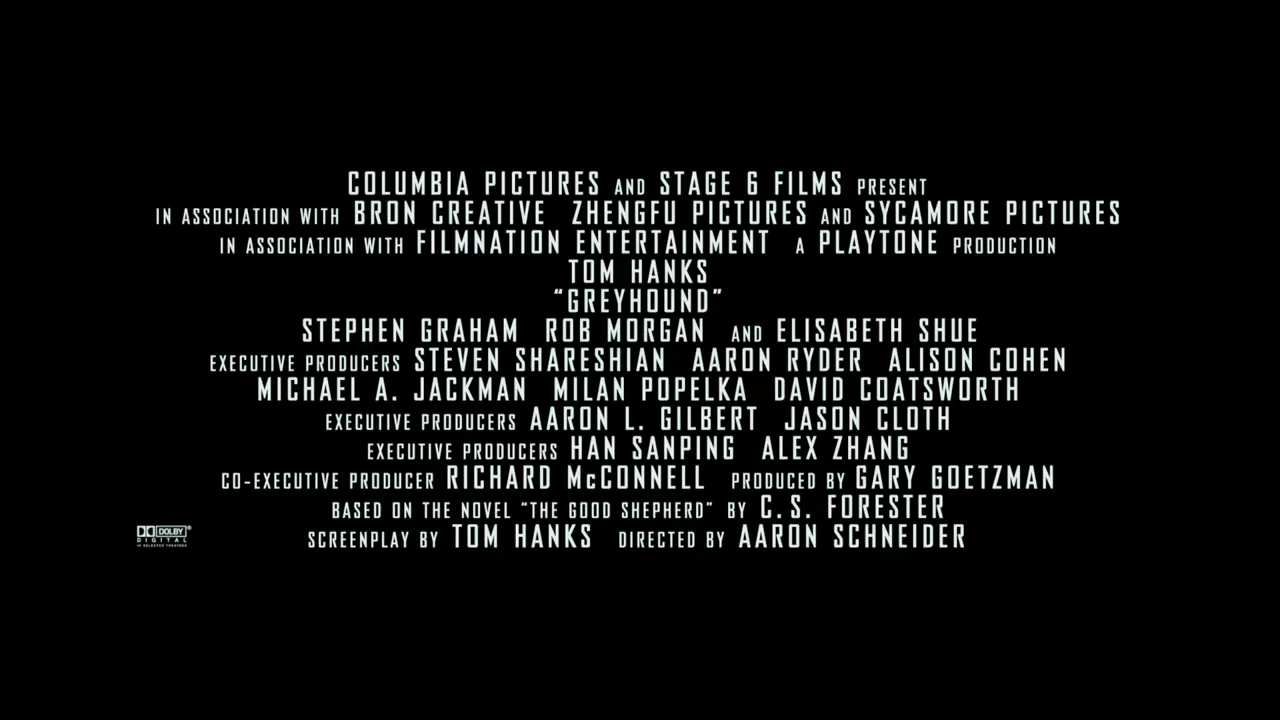 COLUMBIA PICTURES AND STAGE 6 FILMS PRESENT
IN ASSOCIATION WITH BRON CREATIVE ZHENGFU PICTURES AND SYCAMORE PICTURES
IN ASSOCIATION WITH FILMNATION ENTERTAINMENT A PLAYTONE PRODUCTION
TOM HANKS
“GREYHOUND”
STEPHEN GRAHAM ROB MORGAN AND ELISABETH SHUE
EXECUTIVE PRODUCERS STEVEN SHARESHIAN AARON RYDER ALISON COHEN
MICHAEL A. JACKMAN MILAN POPELKA DAVID COATSWORTH
EXECUTIVE PRODUCERS AARON L. GILBERT JASON CLOTH
EXECUTIVE PRODUCERS HAN SANPING ALEX ZHANG
CO-EXECUTIVE PRODUCER RICHARD McCONNELL PRODUCED BY GARY GOETZMAN
BASED ON THE NOVEL “THE GOOD SHEPHERD” BY C. S. FORESTER
SCREENPLAY BY TOM HANKS DIRECTED BY AARON SCHNEIDER
DOLBY®
DIGITAL
IN SELECTED THEATRES